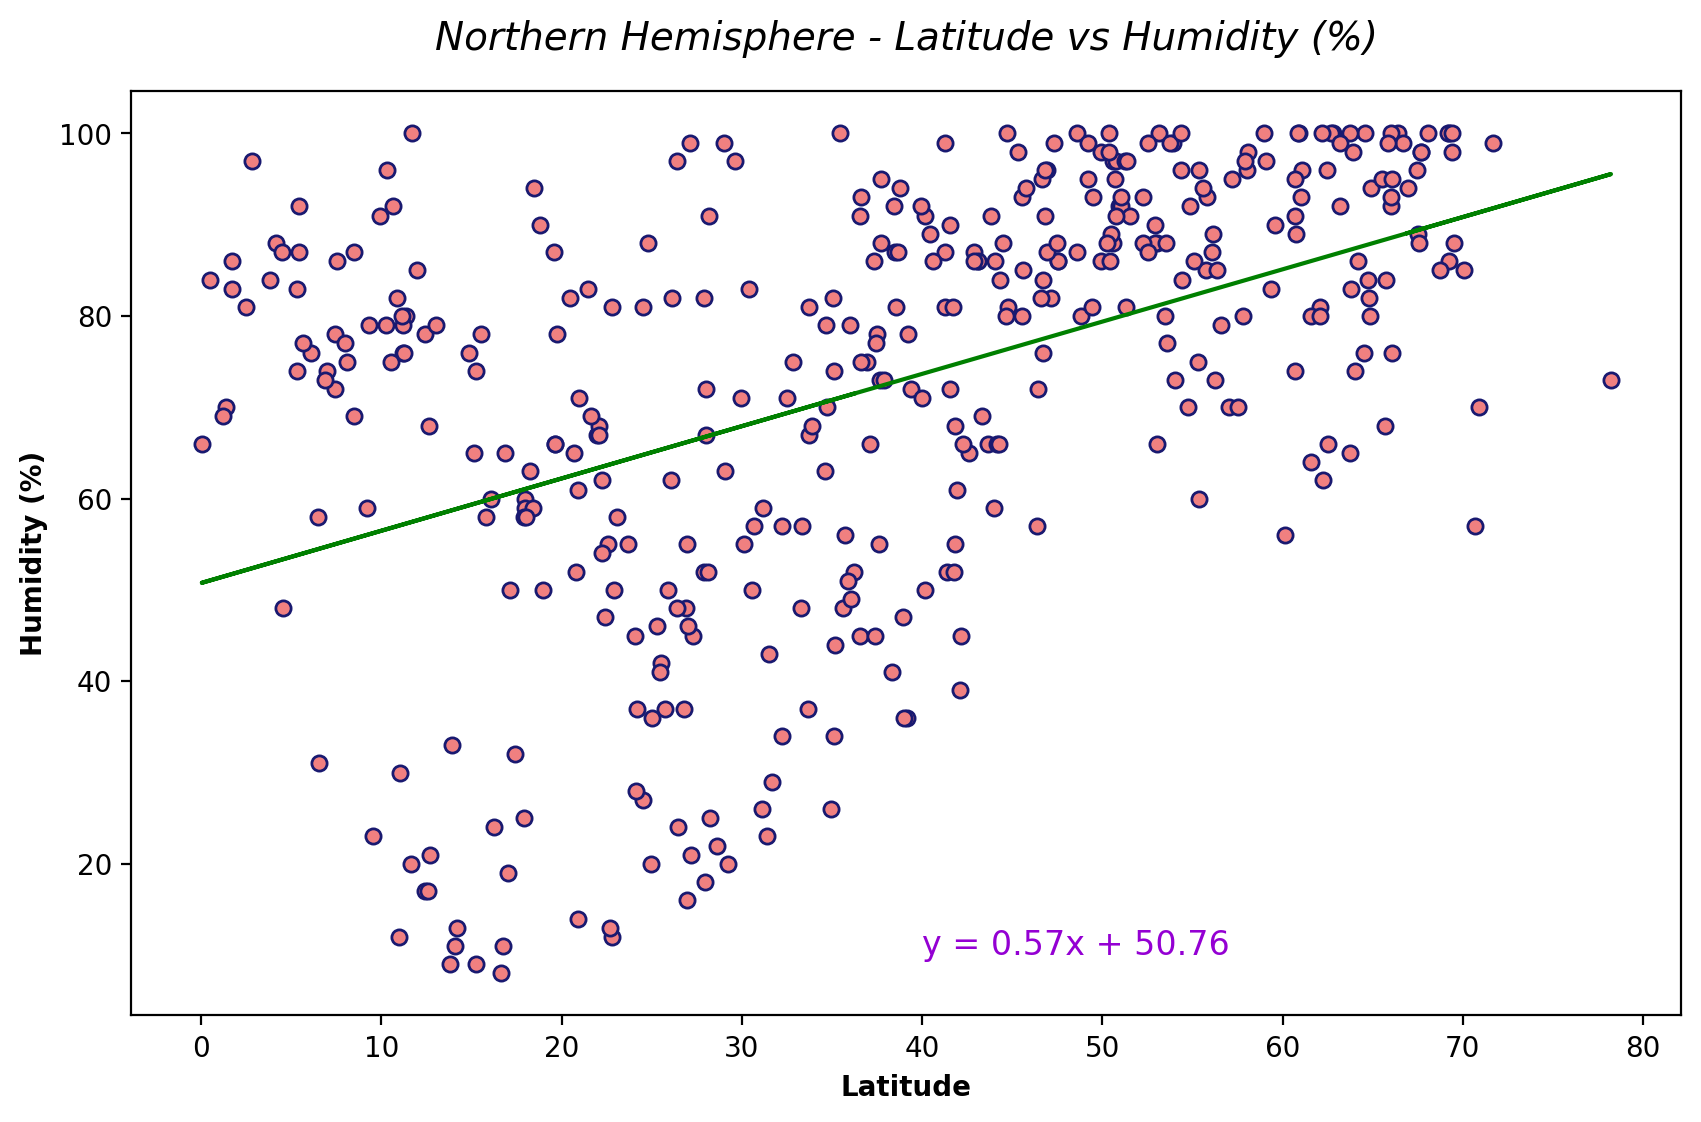 Northern Hemisphere - Latitude vs Humidity (%)
100
80
60
40
20
Humidity (%)
y = 0.57x + 50.76
0 10 20 30 40 50 60 70 80
Latitude